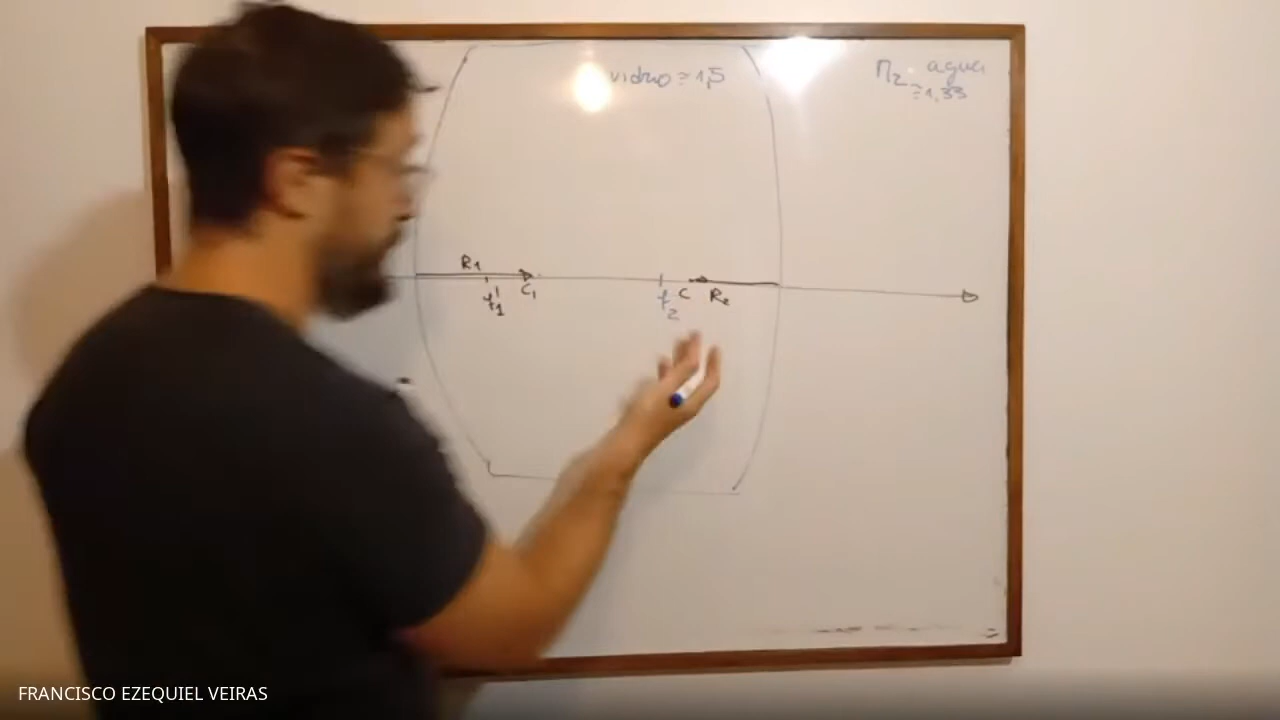 vidrio ≅ 1,5
n₂ agua
≅ 1,33
R₁
f₁' C₁
f₂ C R₂
FRANCISCO EZEQUIEL VEIRAS